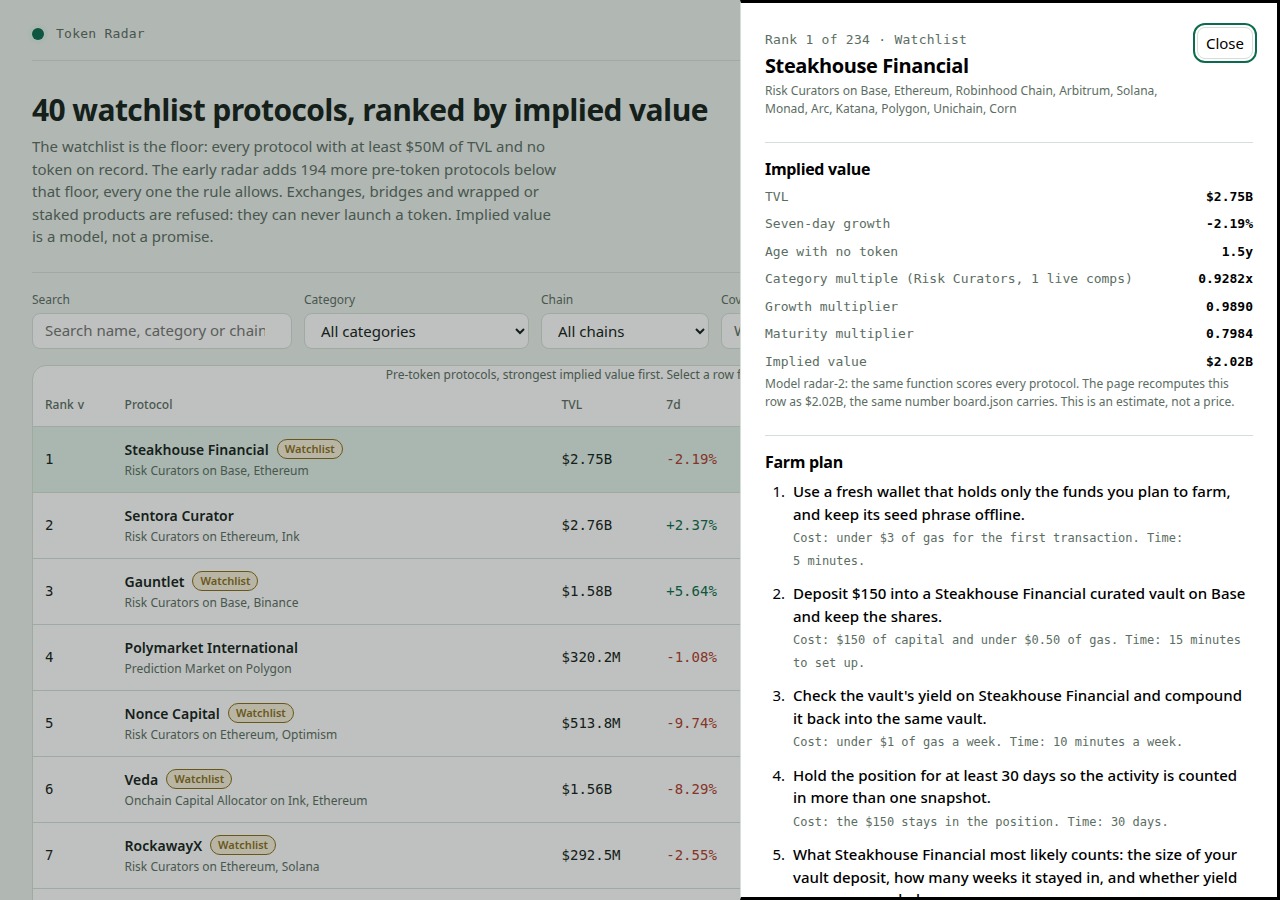 Token Radar
40 watchlist protocols, ranked by implied value
The watchlist is the floor: every protocol with at least $50M of TVL and no
token on record. The early radar adds 194 more pre-token protocols below
that floor, every one the rule allows. Exchanges, bridges and wrapped or
staked products are refused: they can never launch a token. Implied value
is a model, not a promise.
Search Category Chain
Search name, category or chain All categories All chains
Pre-token protocols, strongest implied value first. Select a row
Rank v Protocol TVL 7d
1 Steakhouse Financial Watchlist $2.75B -2.19%
Risk Curators on Base, Ethereum
2 Sentora Curator $2.76B +2.37%
Risk Curators on Ethereum, Ink
3 Gauntlet Watchlist $1.58B +5.64%
Risk Curators on Base, Binance
4 Polymarket International $320.2M -1.08%
Prediction Market on Polygon
5 Nonce Capital Watchlist $513.8M -9.74%
Risk Curators on Ethereum, Optimism
6 Veda Watchlist $1.56B -8.29%
Onchain Capital Allocator on Ink, Ethereum
7 RockawayX Watchlist $292.5M -2.55%
Risk Curators on Ethereum, Solana
Rank 1 of 234 · Watchlist
Close
Steakhouse Financial
Risk Curators on Base, Ethereum, Robinhood Chain, Arbitrum, Solana,
Monad, Arc, Katana, Polygon, Unichain, Corn
Implied value
TVL $2.75B
Seven-day growth -2.19%
Age with no token 1.5y
Category multiple (Risk Curators, 1 live comps) 0.9282x
Growth multiplier 0.9890
Maturity multiplier 0.7984
Implied value $2.02B
Model radar-2: the same function scores every protocol. The page recomputes this
row as $2.02B, the same number board.json carries. This is an estimate, not a price.
Farm plan
1. Use a fresh wallet that holds only the funds you plan to farm,
and keep its seed phrase offline.
Cost: under $3 of gas for the first transaction. Time:
5 minutes.
2. Deposit $150 into a Steakhouse Financial curated vault on Base
and keep the shares.
Cost: $150 of capital and under $0.50 of gas. Time: 15 minutes
to set up.
3. Check the vault's yield on Steakhouse Financial and compound
it back into the same vault.
Cost: under $1 of gas a week. Time: 10 minutes a week.
4. Hold the position for at least 30 days so the activity is counted
in more than one snapshot.
Cost: the $150 stays in the position. Time: 30 days.
5. What Steakhouse Financial most likely counts: the size of your
vault deposit, how many weeks it stayed in, and whether yield